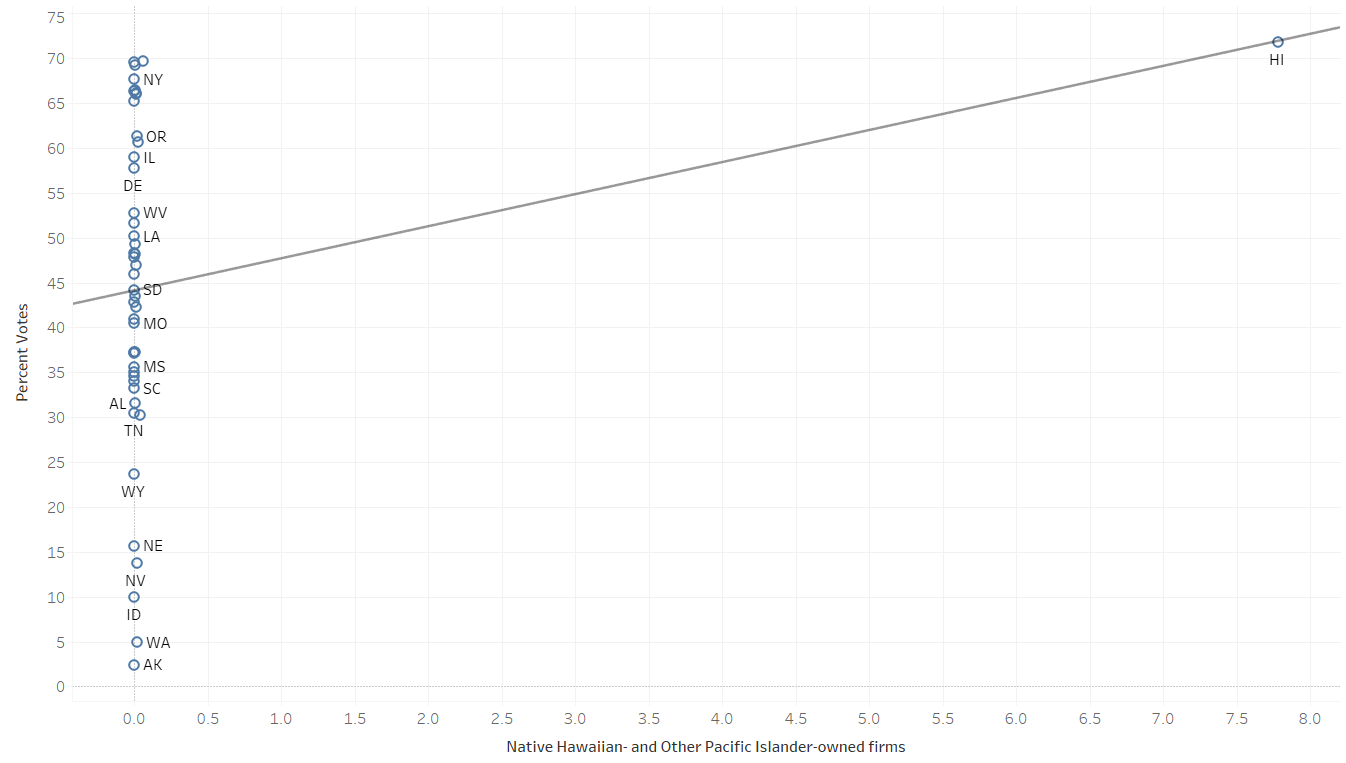 75
70
65
60
55
50
45
40
35
30
25
20
15
10
5
0
Percent Votes
NY
OR
IL
DE
WV
LA
SD
MO
MS
SC
AL
TN
WY
NE
NV
ID
WA
AK
HI
0.0 0.5 1.0 1.5 2.0 2.5 3.0 3.5 4.0 4.5 5.0 5.5 6.0 6.5 7.0 7.5 8.0
Native Hawaiian- and Other Pacific Islander-owned firms